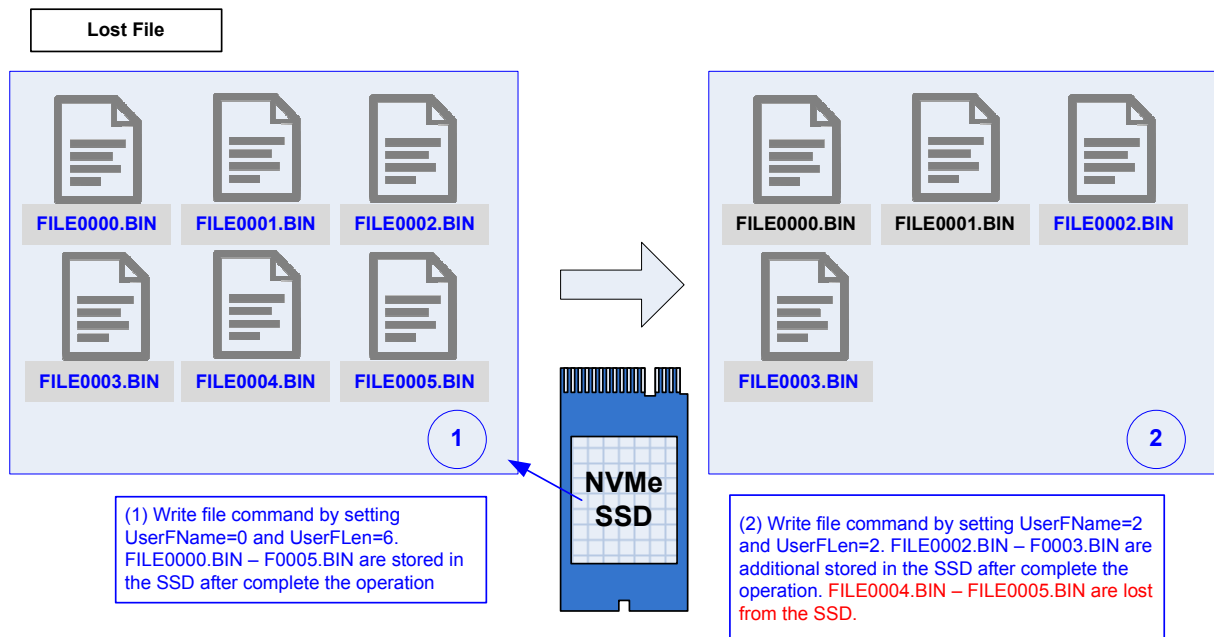 Lost File
FILE0000.BIN FILE0001.BIN FILE0002.BIN
FILE0003.BIN FILE0004.BIN FILE0005.BIN
1
FILE0000.BIN FILE0001.BIN FILE0002.BIN
FILE0003.BIN
2
NVMe
SSD
(1) Write file command by setting
UserFName=0 and UserFLen=6.
FILE0000.BIN – F0005.BIN are stored in
the SSD after complete the operation
(2) Write file command by setting UserFName=2
and UserFLen=2. FILE0002.BIN – F0003.BIN are
additional stored in the SSD after complete the
operation. FILE0004.BIN – FILE0005.BIN are lost
from the SSD.